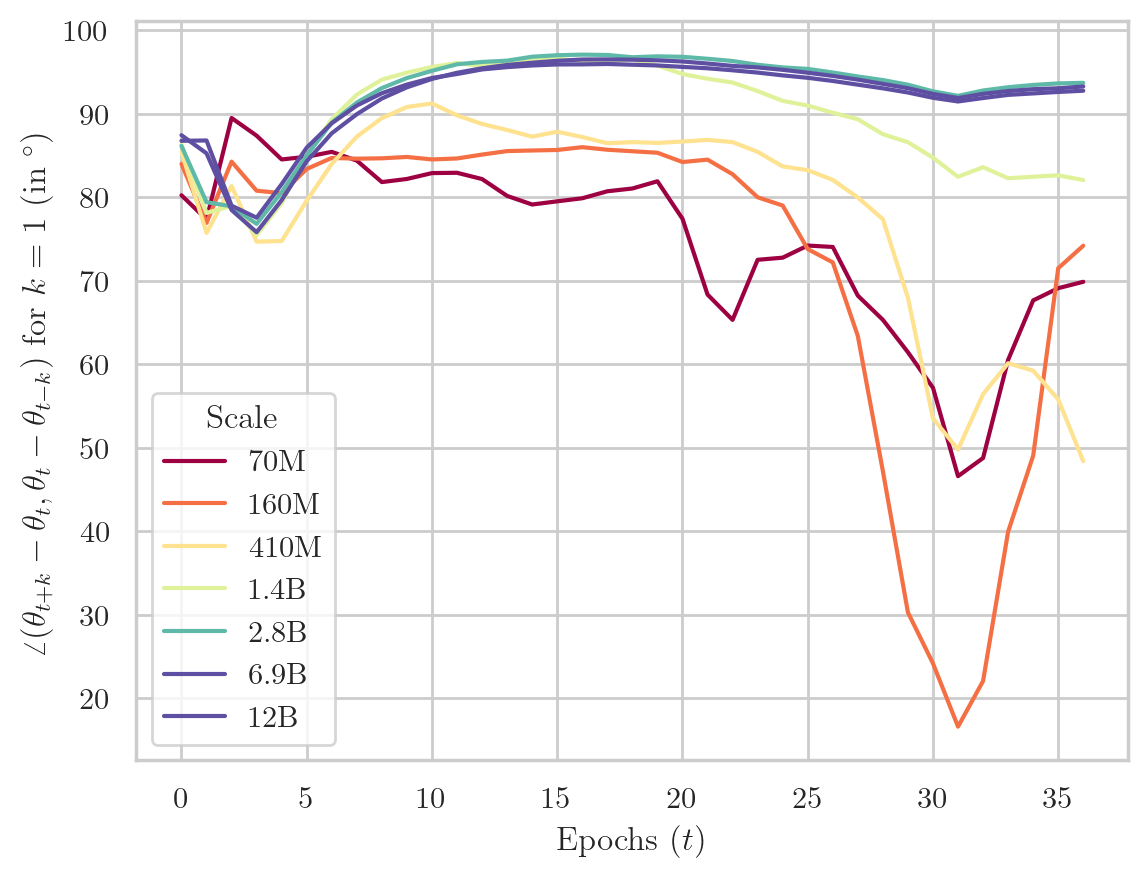 ∠(θ_{t+k} − θ_t, θ_t − θ_{t−k}) for k = 1 (in °)
100
90
80
70
60
50
40
30
20
Scale
70M
160M
410M
1.4B
2.8B
6.9B
12B
0 5 10 15 20 25 30 35
Epochs (t)